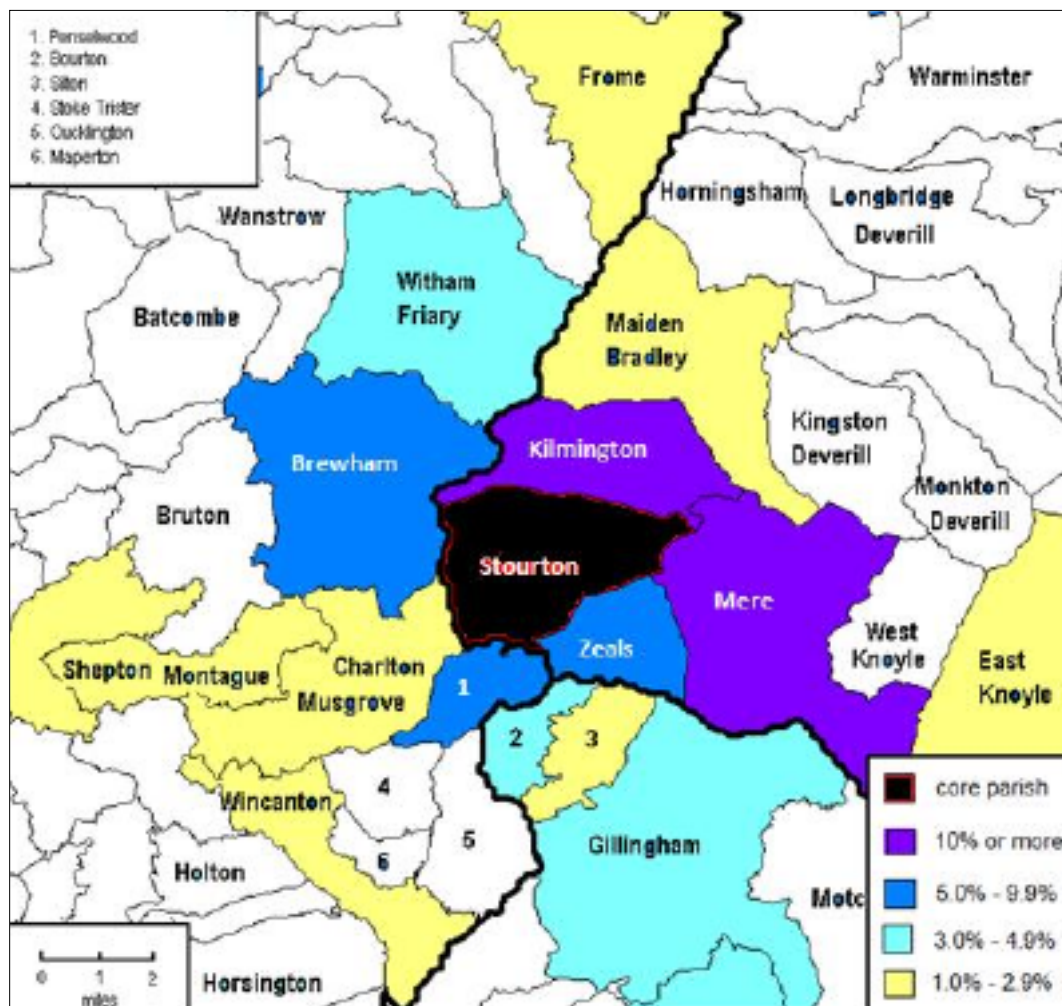 1. Penselwood
2. Bourton
3. Silton
4. Stoke Trister
5. Cucklington
6. Maperton
Frome
Warminster
Horningsham
Longbridge
Deverill
Wanstrow
Witham
Friary
Batcombe
Maiden
Bradley
Kingston
Deverill
Kilmington
Brewham
Monkton
Deverill
Bruton
Stourton
Mere
West
Knoyle
Zeals
Shepton
Montague
Charlton
Musgrove
East
Knoyle
1
2
3
4
5
6
Wincanton
Gillingham
Holton
Motc
Horsington
core parish
10% or more
5.0% - 9.9%
3.0% - 4.9%
1.0% - 2.9%
0 1 2
miles